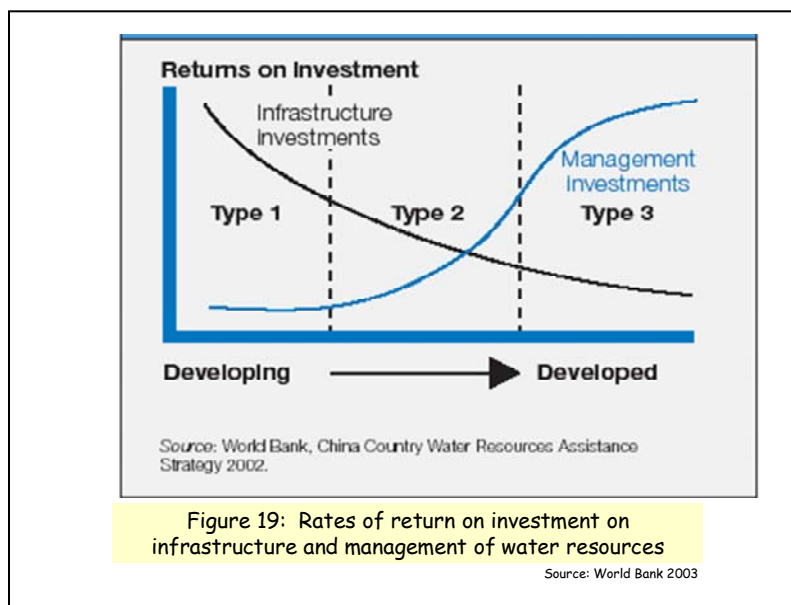 Returns on Investment
Infrastructure
Investments
Management
Investments
Type 1
Type 2
Type 3
Developing
Developed
Source: World Bank, China Country Water Resources Assistance
Strategy 2002.
Figure 19: Rates of return on investment on
infrastructure and management of water resources
Source: World Bank 2003